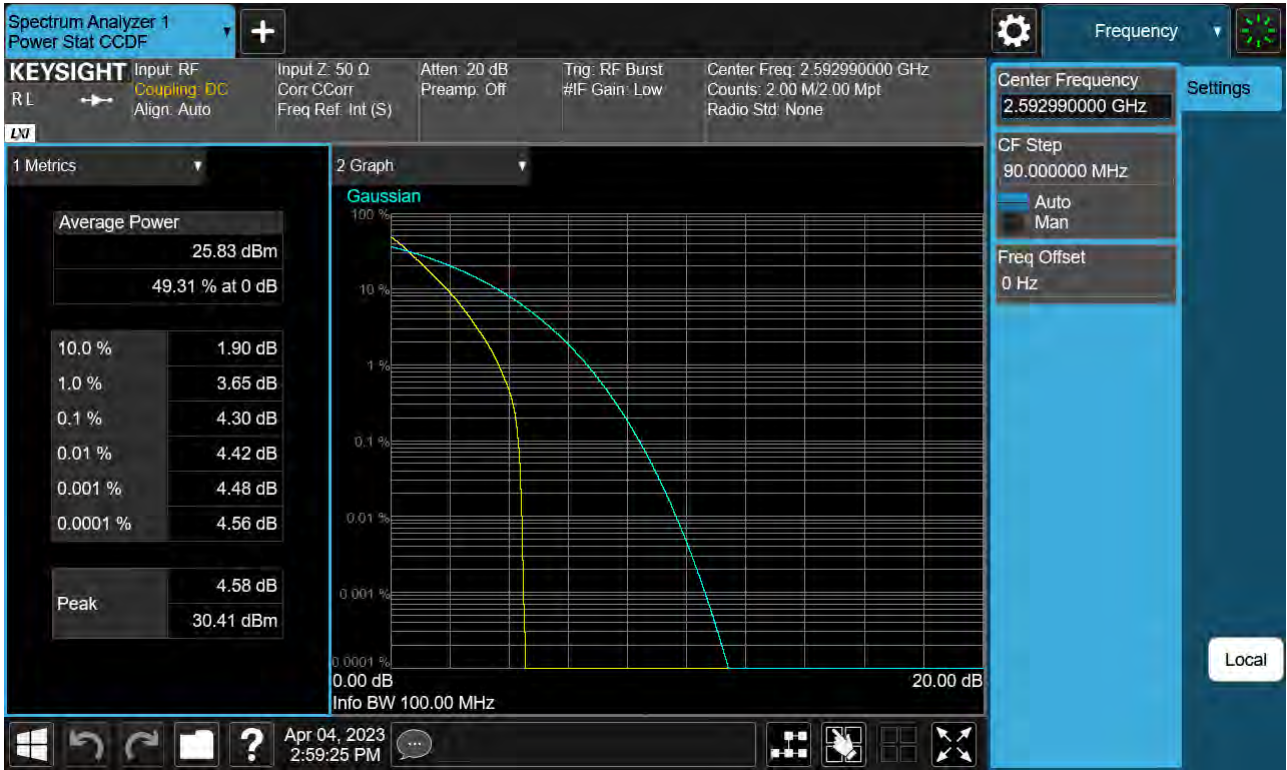 Spectrum Analyzer 1
Power Stat CCDF
Frequency
KEYSIGHT
RL
LXI
Input: RF
Coupling: DC
Align: Auto
Input Z: 50 Ω
Corr CCorr
Freq Ref: Int (S)
Atten: 20 dB
Preamp: Off
Trig: RF Burst
#IF Gain: Low
Center Freq: 2.592990000 GHz
Counts: 2.00 M/2.00 Mpt
Radio Std: None
Center Frequency
2.592990000 GHz
Settings
CF Step
90.000000 MHz
Auto
Man
Freq Offset
0 Hz
1 Metrics
Average Power
25.83 dBm
49.31 % at 0 dB
10.0 % 1.90 dB
1.0 % 3.65 dB
0.1 % 4.30 dB
0.01 % 4.42 dB
0.001 % 4.48 dB
0.0001 % 4.56 dB
Peak
4.58 dB
30.41 dBm
2 Graph
Gaussian
100 %
10 %
1 %
0.1 %
0.01 %
0.001 %
0.0001 %
0.00 dB 20.00 dB
Info BW 100.00 MHz
Local
?
Apr 04, 2023
2:59:25 PM